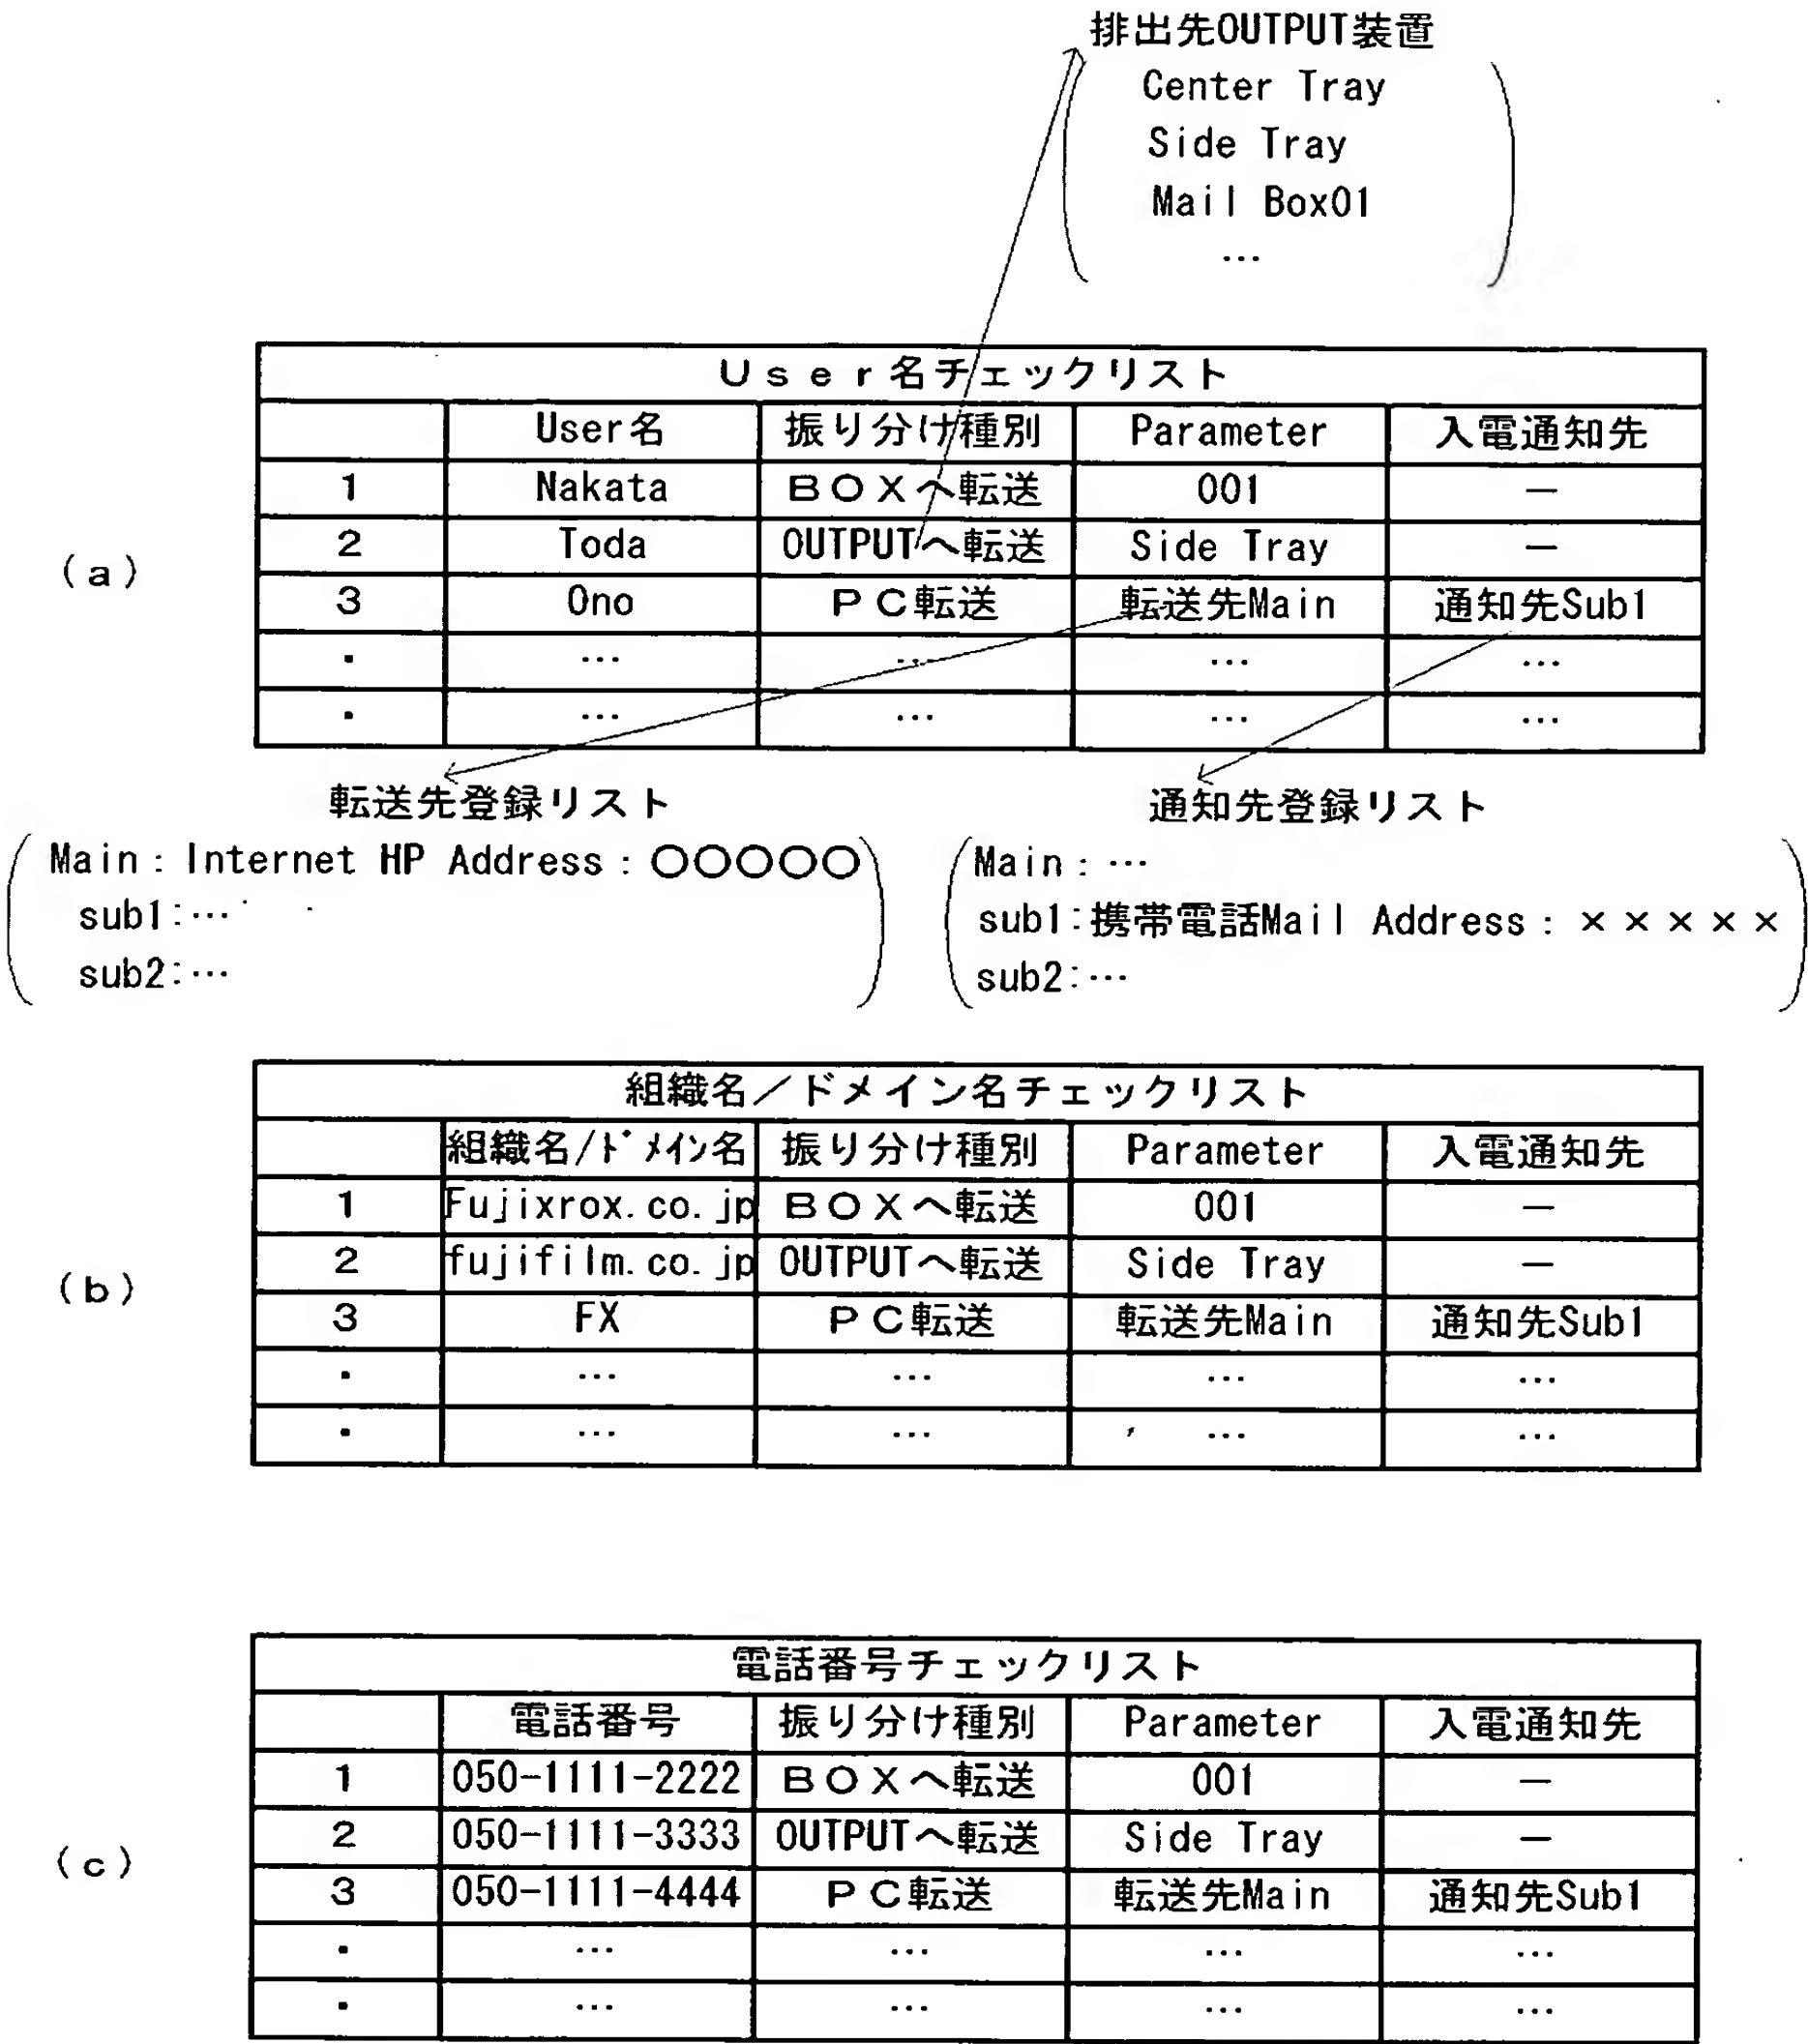 排出先OUTPUT装置
Center Tray
Side Tray
Mail Box01
…
User名チェックリスト
User名 振り分け種別 Parameter 入電通知先
1 Nakata BOXへ転送 001 —
2 Toda OUTPUTへ転送 Side Tray —
(a)
3 Ono PC転送 転送先Main 通知先Sub1
・ … … … …
・ … … … …
転送先登録リスト
Main:Internet HP Address:○○○○○
sub1:…
sub2:…
通知先登録リスト
Main:…
sub1:携帯電話Mail Address:×××××
sub2:…
組織名/ドメイン名チェックリスト
組織名/ドメイン名 振り分け種別 Parameter 入電通知先
1 Fujixrox.co.jp BOXへ転送 001 —
2 fujifilm.co.jp OUTPUTへ転送 Side Tray —
(b)
3 FX PC転送 転送先Main 通知先Sub1
・ … … … …
・ … … … …
電話番号チェックリスト
電話番号 振り分け種別 Parameter 入電通知先
1 050-1111-2222 BOXへ転送 001 —
2 050-1111-3333 OUTPUTへ転送 Side Tray —
(c)
3 050-1111-4444 PC転送 転送先Main 通知先Sub1
・ … … … …
・ … … … …